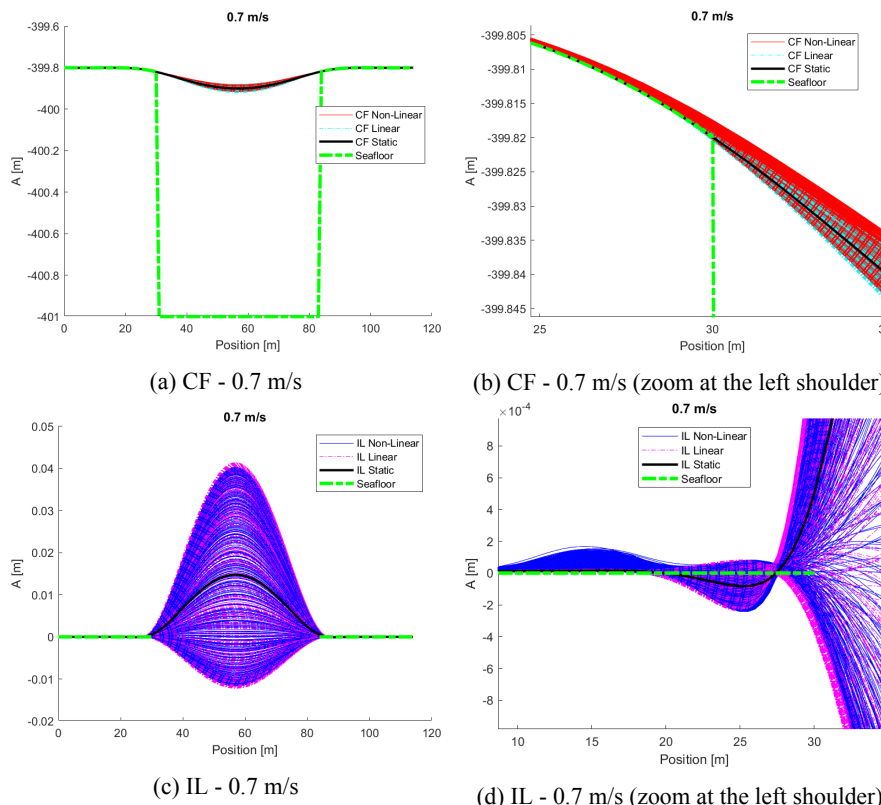 0.7 m/s
-399.6
-399.8
-400
-400.2
-400.4
-400.6
-400.8
-401
A [m]
CF Non-Linear
CF Linear
CF Static
Seafloor
0 20 40 60 80 100 120
Position [m]
(a) CF - 0.7 m/s
0.7 m/s
-399.805
-399.81
-399.815
-399.82
-399.825
-399.83
-399.835
-399.84
-399.845
A [m]
CF Non-Linear
CF Linear
CF Static
Seafloor
25 30 3
Position [m]
(b) CF - 0.7 m/s (zoom at the left shoulder)
0.7 m/s
0.05
0.04
0.03
0.02
0.01
0
-0.01
-0.02
A [m]
IL Non-Linear
IL Linear
IL Static
Seafloor
0 20 40 60 80 100 120
Position [m]
(c) IL - 0.7 m/s
×10⁻⁴
0.7 m/s
8
6
4
2
0
-2
-4
-6
-8
A [m]
IL Non-Linear
IL Linear
IL Static
Seafloor
10 15 20 25 30
Position [m]
(d) IL - 0.7 m/s (zoom at the left shoulder)